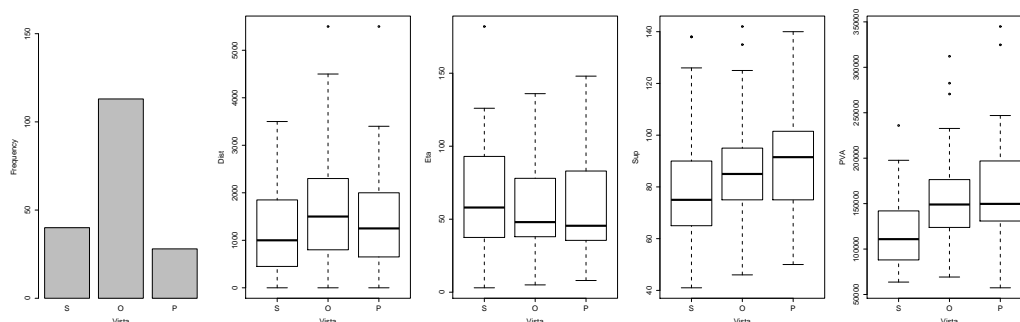 Frequency
150
100
50
0
S O P
Vista
Dist
5000
4000
3000
2000
1000
0
S O P
Vista
Eta
150
100
50
0
S O P
Vista
Sup
140
120
100
80
60
40
S O P
Vista
PVA
350000
300000
250000
200000
150000
100000
50000
S O P
Vista